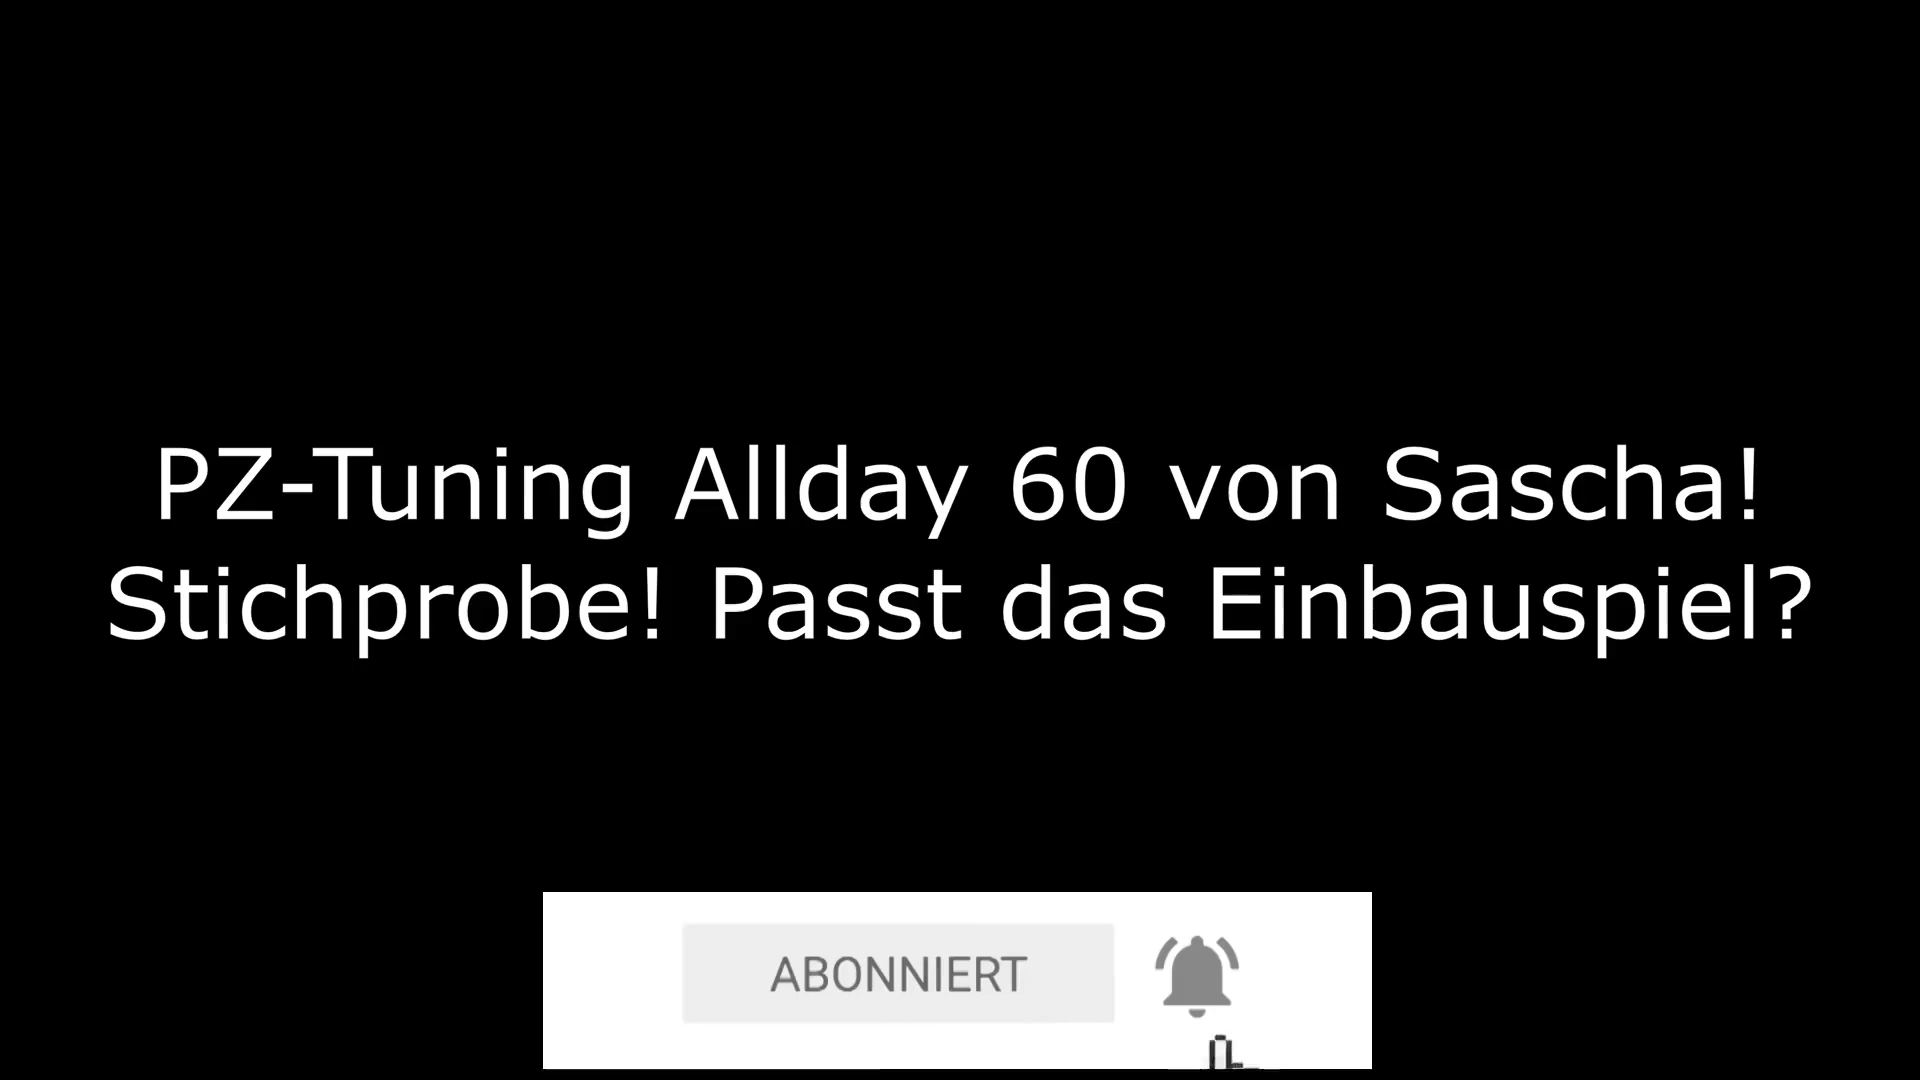 PZ-Tuning Allday 60 von Sascha!
Stichprobe! Passt das Einbauspiel?
ABONNIERT